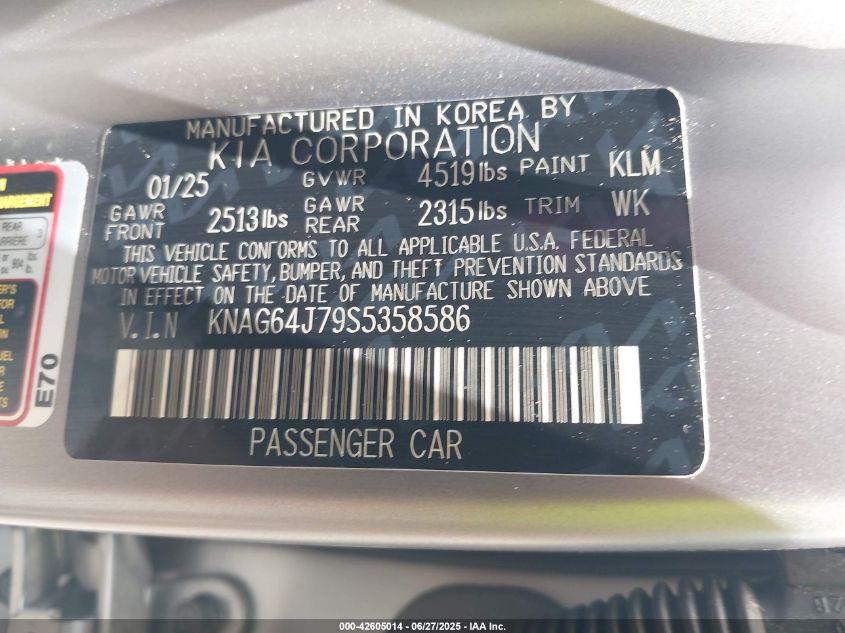 MANUFACTURED IN KOREA BY
KIA CORPORATION
01/25 GVWR 4519 lbs PAINT KLM
GAWR FRONT 2513 lbs GAWR REAR 2315 lbs TRIM WK
THIS VEHICLE CONFORMS TO ALL APPLICABLE U.S.A. FEDERAL
MOTOR VEHICLE SAFETY, BUMPER, AND THEFT PREVENTION STANDARDS
IN EFFECT ON THE DATE OF MANUFACTURE SHOWN ABOVE
V.I.N KNAG64J79S5358586
PASSENGER CAR
REAR
E70
000-42605014 | 06/27/2025 | IAA Inc.